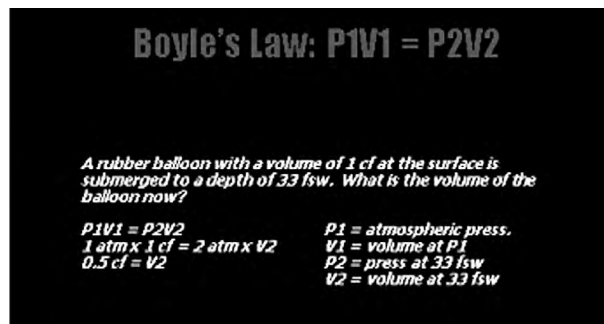 Boyle's Law: P1V1 = P2V2
A rubber balloon with a volume of 1 cf at the surface is
submerged to a depth of 33 fsw. What is the volume of the
balloon now?
P1V1 = P2V2
1 atm x 1 cf = 2 atm x V2
0.5 cf = V2
P1 = atmospheric press.
V1 = volume at P1
P2 = press at 33 fsw
V2 = volume at 33 fsw